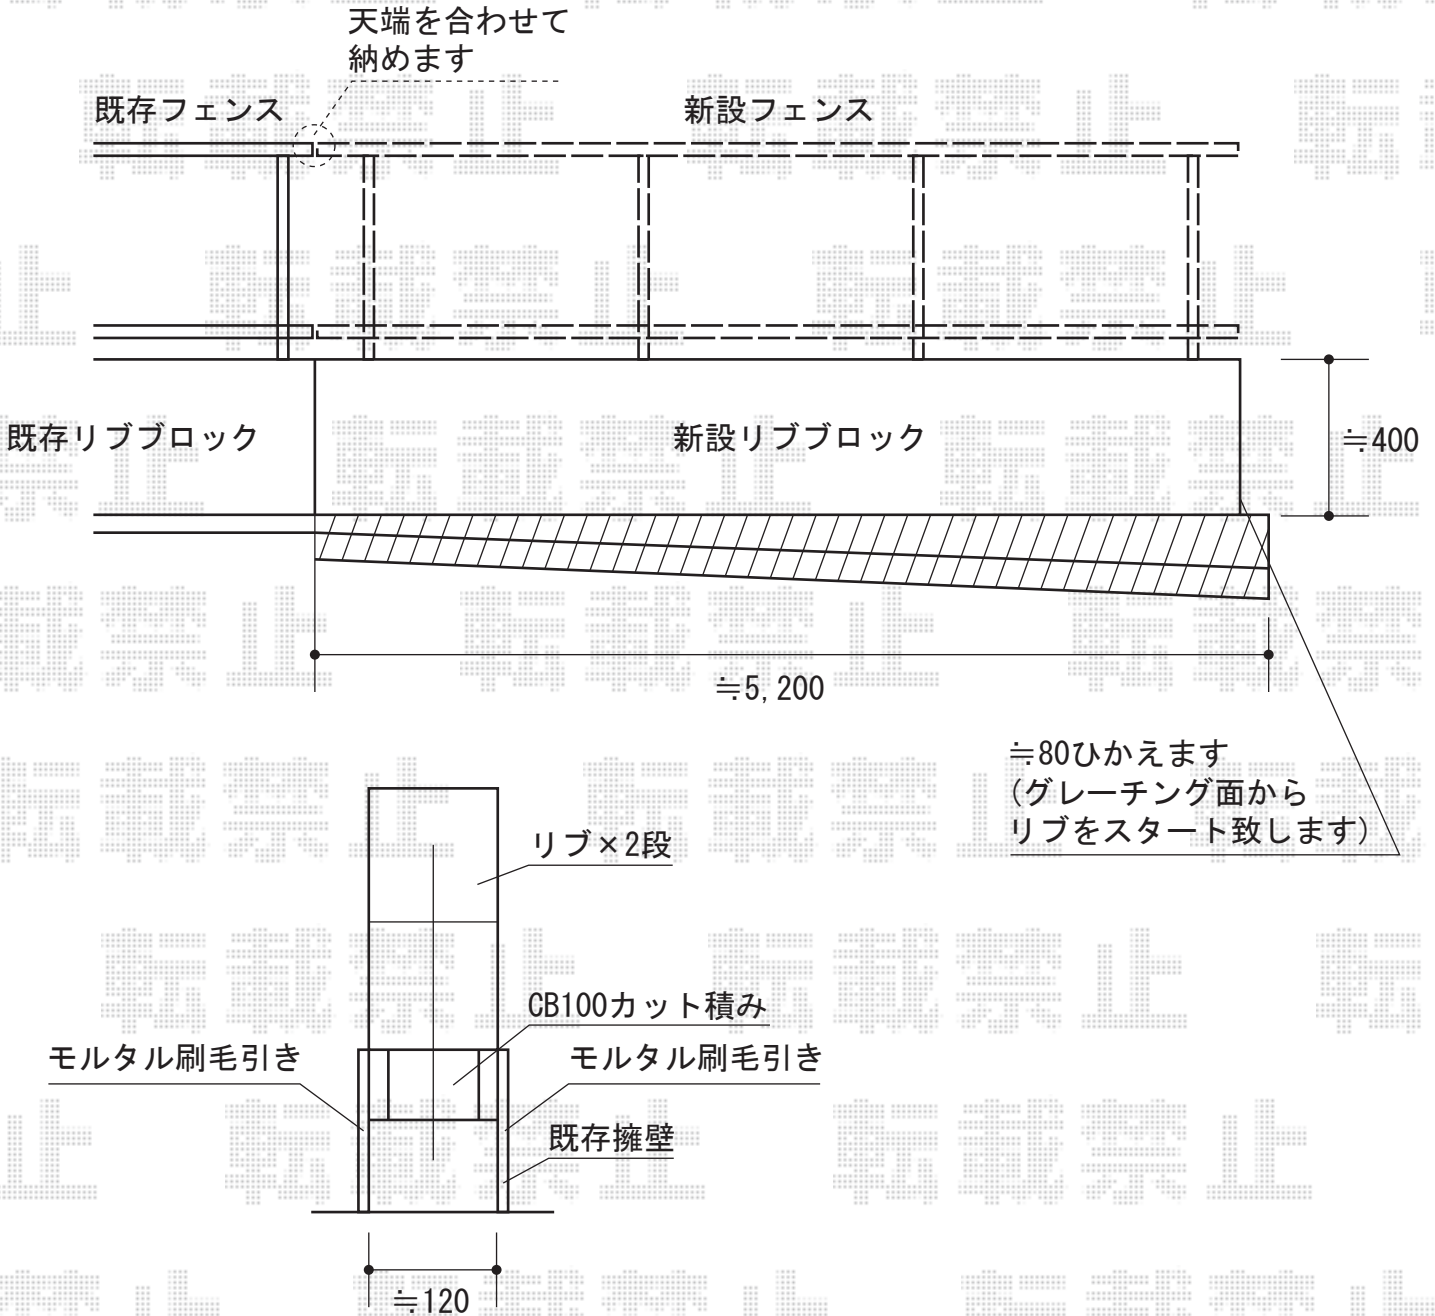 天端を合わせて
納めます
既存フェンス
新設フェンス
既存リブブロック
新設リブブロック
≒400
≒5,200
≒80ひかえます
(グレーチング面から
リブをスタート致します)
リブ×2段
CB100カット積み
モルタル刷毛引き
モルタル刷毛引き
既存擁壁
≒120
転載禁止